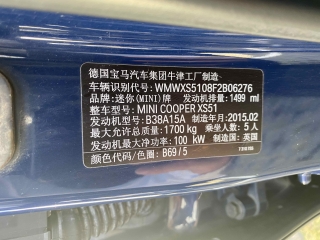 德国宝马汽车集团牛津工厂制造
车辆识别代号: WMWXS5108F2B06276
品牌: 迷你(MINI)牌 发动机排量: 1499 ml
整车型号: MINI COOPER XS51
发动机型号: B38A15A 制造年月: 2015.02
最大允许总质量: 1700 kg 乘坐人数: 5 人
发动机最大净功率: 100 kW 制造国: 英国
颜色代码/色圈: B69 / 5